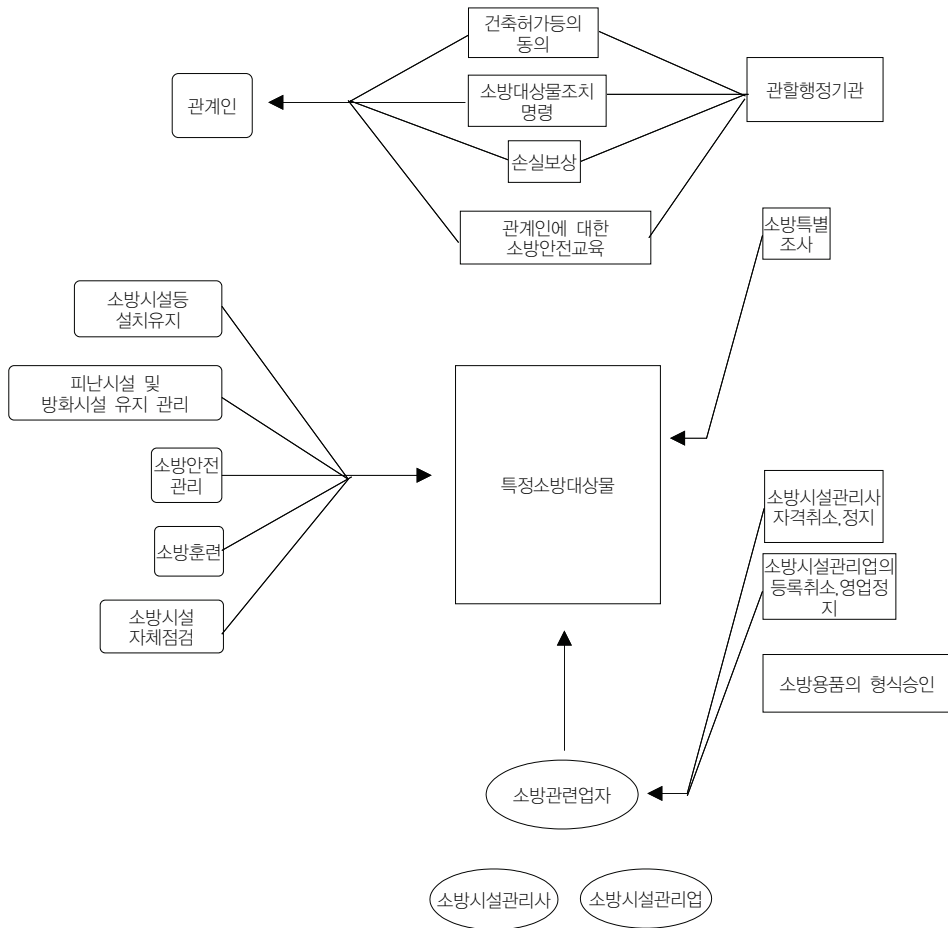 건축허가등의
동의
관계인
소방대상물조치
명령
관할행정기관
손실보상
관계인에 대한
소방안전교육
소방특별
조사
소방시설등
설치유지
피난시설 및
방화시설 유지 관리
소방안전
관리
소방훈련
소방시설
자체점검
특정소방대상물
소방시설관리사
자격취소,정지
소방시설관리업의
등록취소,영업정
지
소방용품의 형식승인
소방관련업자
소방시설관리사
소방시설관리업